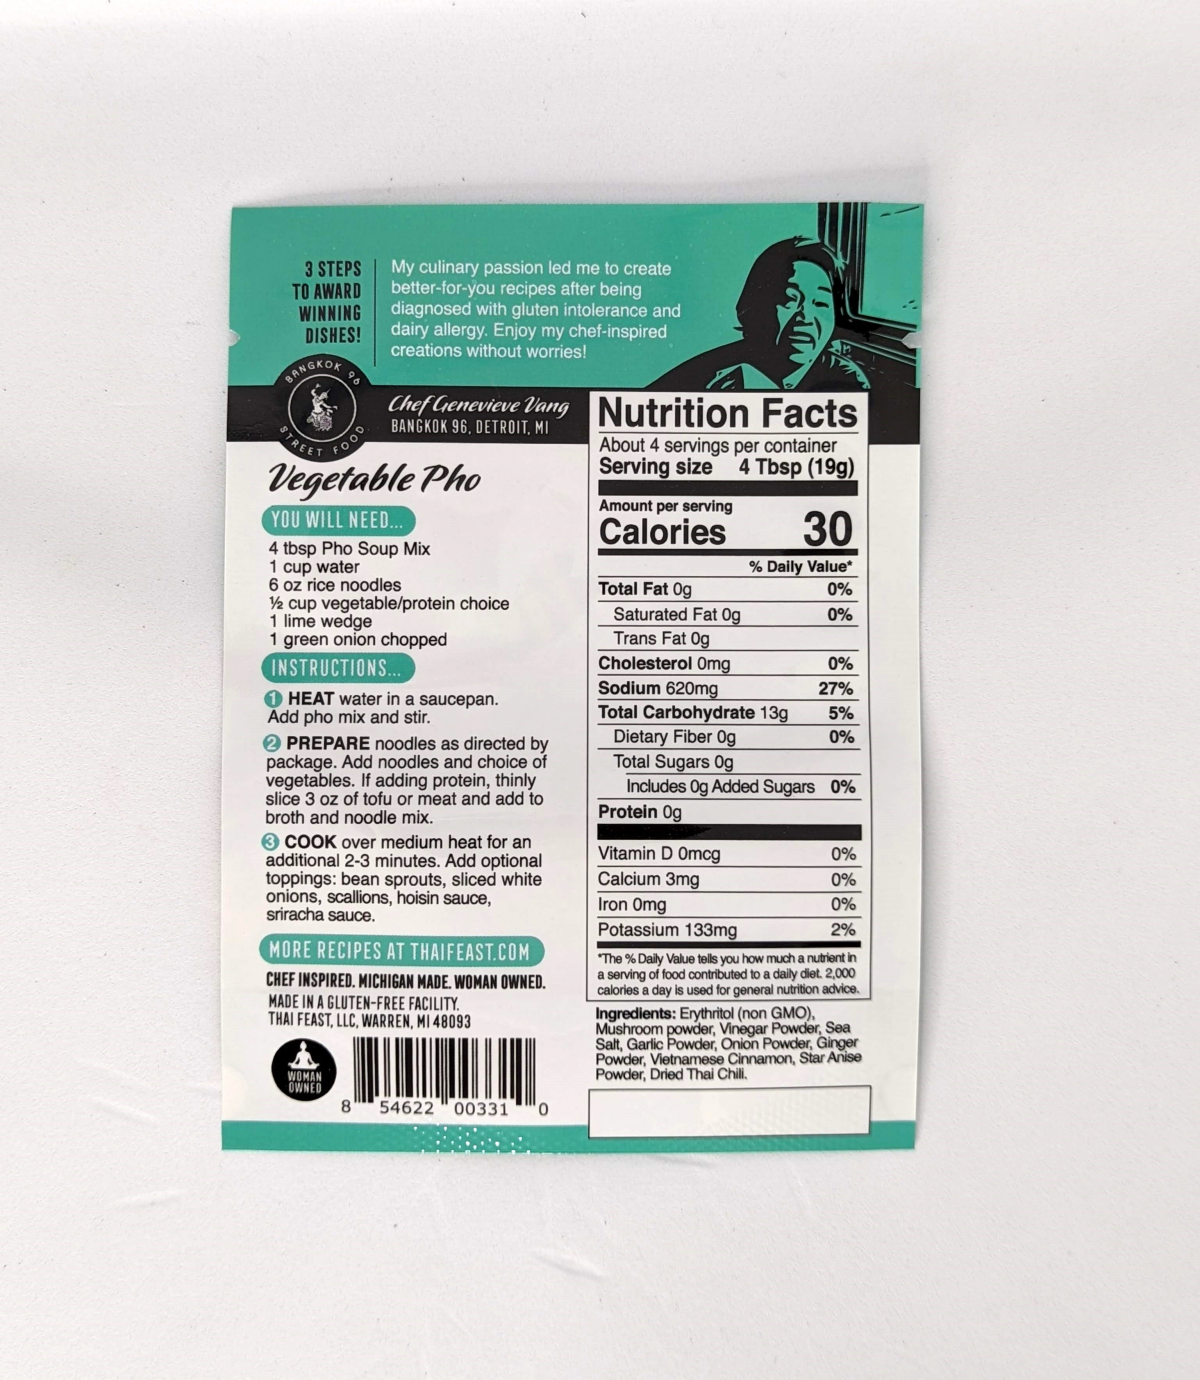 3 STEPS
TO AWARD
WINNING
DISHES!
My culinary passion led me to create
better-for-you recipes after being
diagnosed with gluten intolerance and
dairy allergy. Enjoy my chef-inspired
creations without worries!
BANGKOK 96
STREET FOOD
Chef Genevieve Vang
BANGKOK 96, DETROIT, MI
Vegetable Pho
YOU WILL NEED...
4 tbsp Pho Soup Mix
1 cup water
6 oz rice noodles
½ cup vegetable/protein choice
1 lime wedge
1 green onion chopped
INSTRUCTIONS...
1 HEAT water in a saucepan.
Add pho mix and stir.
2 PREPARE noodles as directed by
package. Add noodles and choice of
vegetables. If adding protein, thinly
slice 3 oz of tofu or meat and add to
broth and noodle mix.
3 COOK over medium heat for an
additional 2-3 minutes. Add optional
toppings: bean sprouts, sliced white
onions, scallions, hoisin sauce,
sriracha sauce.
MORE RECIPES AT THAIFEAST.COM
CHEF INSPIRED. MICHIGAN MADE. WOMAN OWNED.
MADE IN A GLUTEN-FREE FACILITY.
THAI FEAST, LLC, WARREN, MI 48093
WOMAN
OWNED
8 54622 00331 0
Nutrition Facts
About 4 servings per container
Serving size 4 Tbsp (19g)
Amount per serving
Calories 30
% Daily Value*
Total Fat 0g 0%
Saturated Fat 0g 0%
Trans Fat 0g
Cholesterol 0mg 0%
Sodium 620mg 27%
Total Carbohydrate 13g 5%
Dietary Fiber 0g 0%
Total Sugars 0g
Includes 0g Added Sugars 0%
Protein 0g
Vitamin D 0mcg 0%
Calcium 3mg 0%
Iron 0mg 0%
Potassium 133mg 2%
*The % Daily Value tells you how much a nutrient in
a serving of food contributed to a daily diet. 2,000
calories a day is used for general nutrition advice.
Ingredients: Erythritol (non GMO),
Mushroom powder, Vinegar Powder, Sea
Salt, Garlic Powder, Onion Powder, Ginger
Powder, Vietnamese Cinnamon, Star Anise
Powder, Dried Thai Chili.